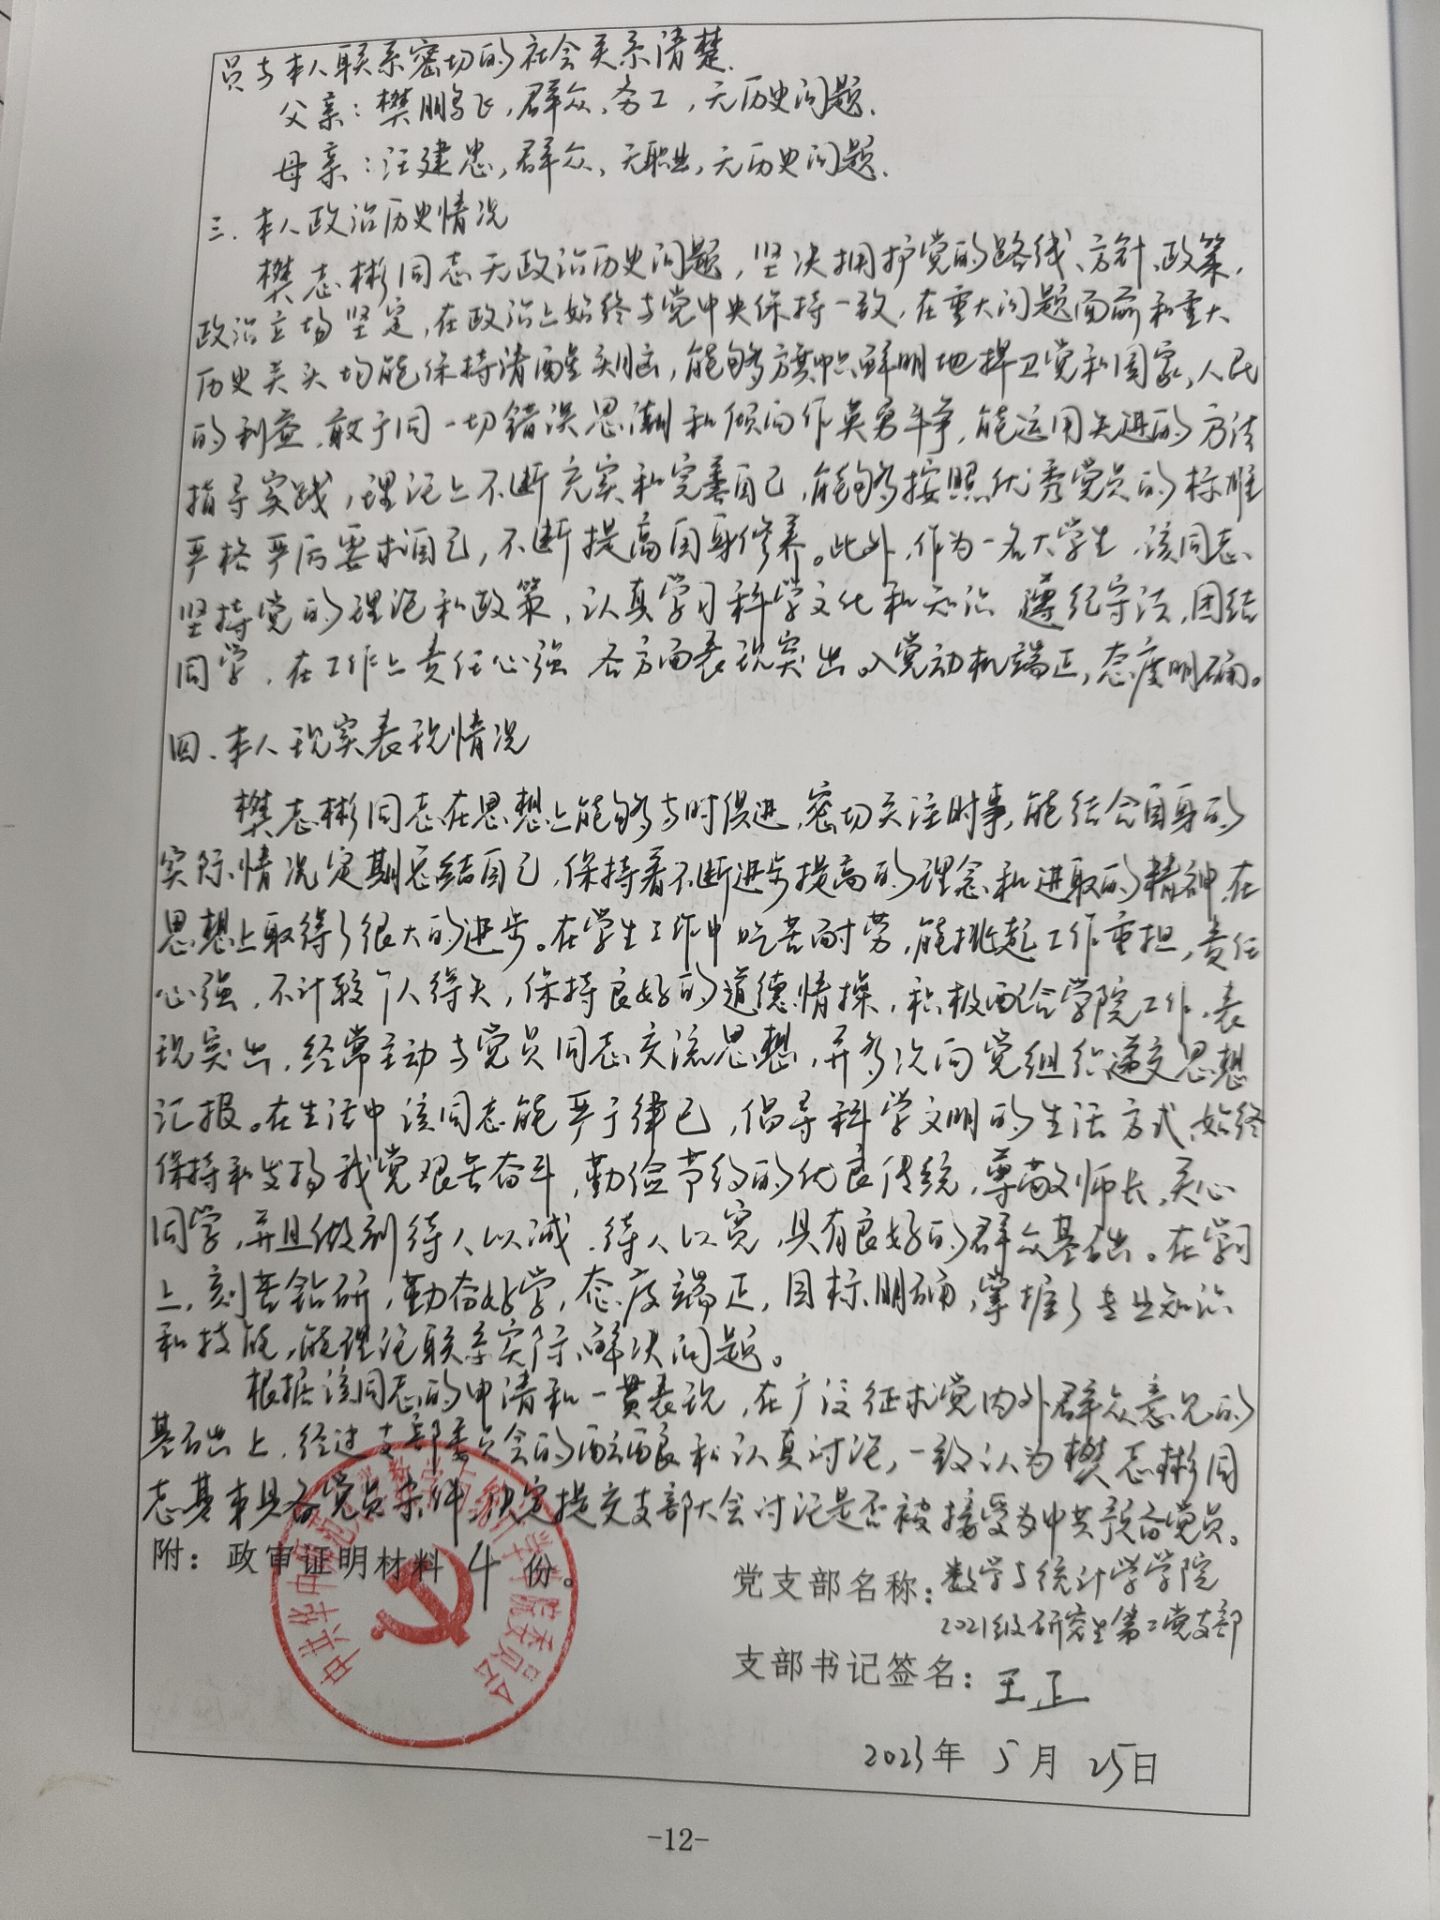 员与本人联系密切的社会关系清楚.
父亲：樊鹏飞，群众，务工，无历史问题.
母亲：汪建忠，群众，无职业，无历史问题.
三、本人政治历史情况
樊志彬同志无政治历史问题，坚决拥护党的路线、方针、政策，
政治立场坚定，在政治上始终与党中央保持一致，在重大问题面前和重大
历史关头均能保持清醒头脑，能够旗帜鲜明地捍卫党和国家、人民
的利益，敢于同一切错误思潮和倾向作英勇斗争，能运用先进的方法
指导实践，理论上不断充实和完善自己，能够按照优秀党员的标准
严格严厉要求自己，不断提高自身修养。此外，作为一名大学生，该同志
坚持党的理论和政策，认真学习科学文化和知识 遵纪守法，团结
同学，在工作上责任心强 各方面表现突出。入党动机端正，态度明确。
四、本人现实表现情况
樊志彬同志在思想上能够与时俱进，密切关注时事，能结合自身的
实际情况定期总结自己，保持着不断进步提高的理念和进取的精神，在
思想上取得了很大的进步。在学生工作中吃苦耐劳，能挑起工作重担，责任
心强，不计较个人得失，保持良好的道德情操，积极配合学院工作，表
现突出，经常主动与党员同志交流思想，并多次向党组织递交思想
汇报。在生活中 该同志能严于律己，倡导科学文明的生活方式，始终
保持和发扬我党艰苦奋斗，勤俭节约的优良传统，尊敬师长，关心
同学，并且做到待人以诚，待人以宽，具有良好的群众基础。在学习
上，刻苦钻研，勤奋好学，态度端正，目标明确，掌握了专业知识
和技能，能理论联系实际，解决问题。
根据该同志的申请和一贯表现，在广泛征求党内外群众意见的
基础上，经过支部委员会的酝酿和认真讨论，一致认为樊志彬同
志基本具备党员条件 决定提交支部大会讨论是否被接受为中共预备党员。
附：政审证明材料 4 份。
党支部名称：数学与统计学学院
2021级研究生第二党支部
支部书记签名：王正
2023年 5 月 25日
-12-